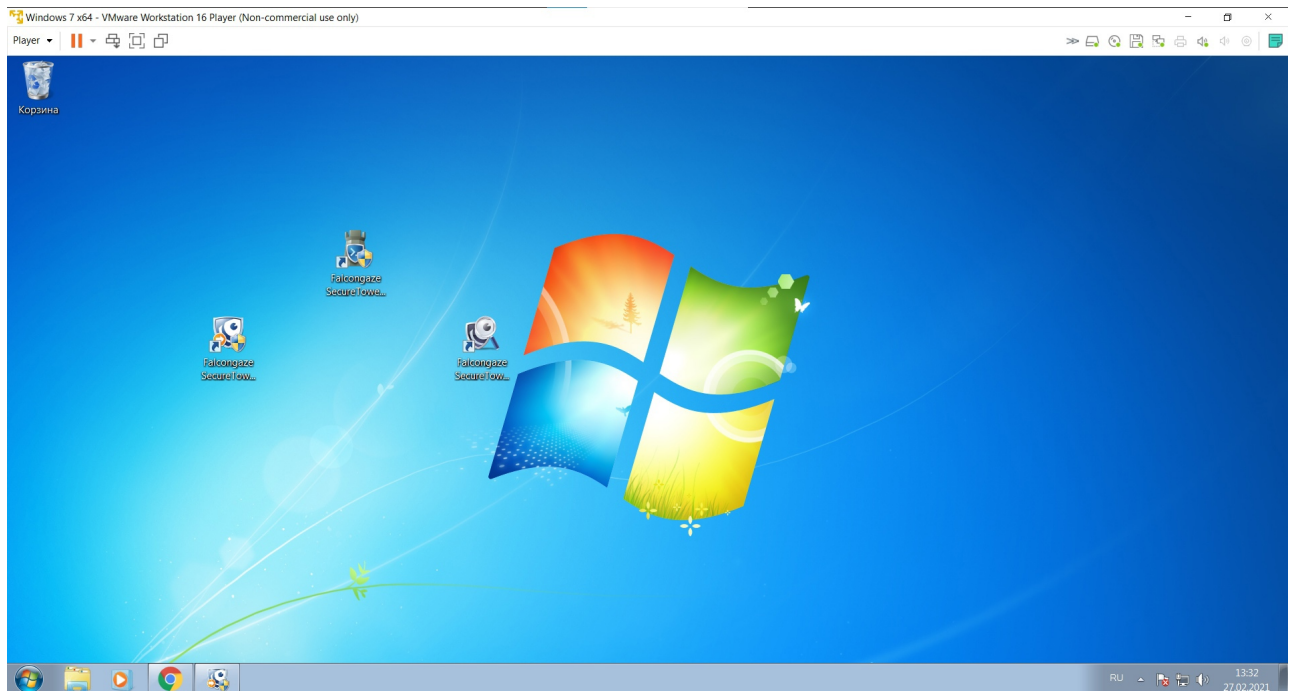 Windows 7 x64 - VMware Workstation 16 Player (Non-commercial use only)
Player
Корзина
Falcongaze
SecureTowe...
Falcongaze
SecureTow...
Falcongaze
SecureTow...
RU
13:32
27.02.2021